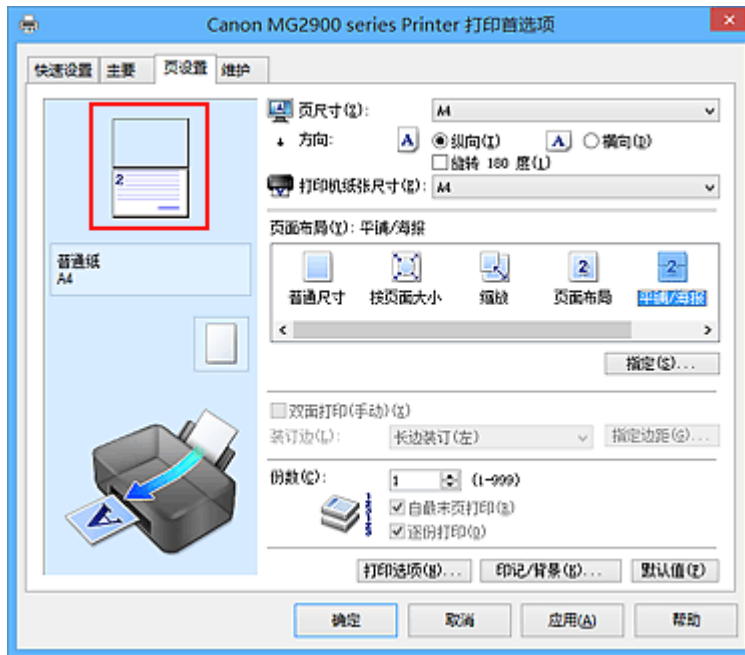 Canon MG2900 series Printer 打印首选项
快速设置 主要 页设置 维护
页尺寸(Z): A4
方向: A 纵向(T) A 横向(D)
旋转 180 度(L)
打印机纸张尺寸(E): A4
页面布局(Y): 平铺/海报
2
普通纸
A4
2 2
普通尺寸 按页面大小 缩放 页面布局 平铺/海报
指定(S)...
双面打印(手动)(X)
装订边(L): 长边装订(左) 指定边距(G)...
份数(C): 1 (1-999)
自最末页打印(R)
逐份打印(O)
A
打印选项(N)... 印记/背景(B)... 默认值(F)
确定 取消 应用(A) 帮助